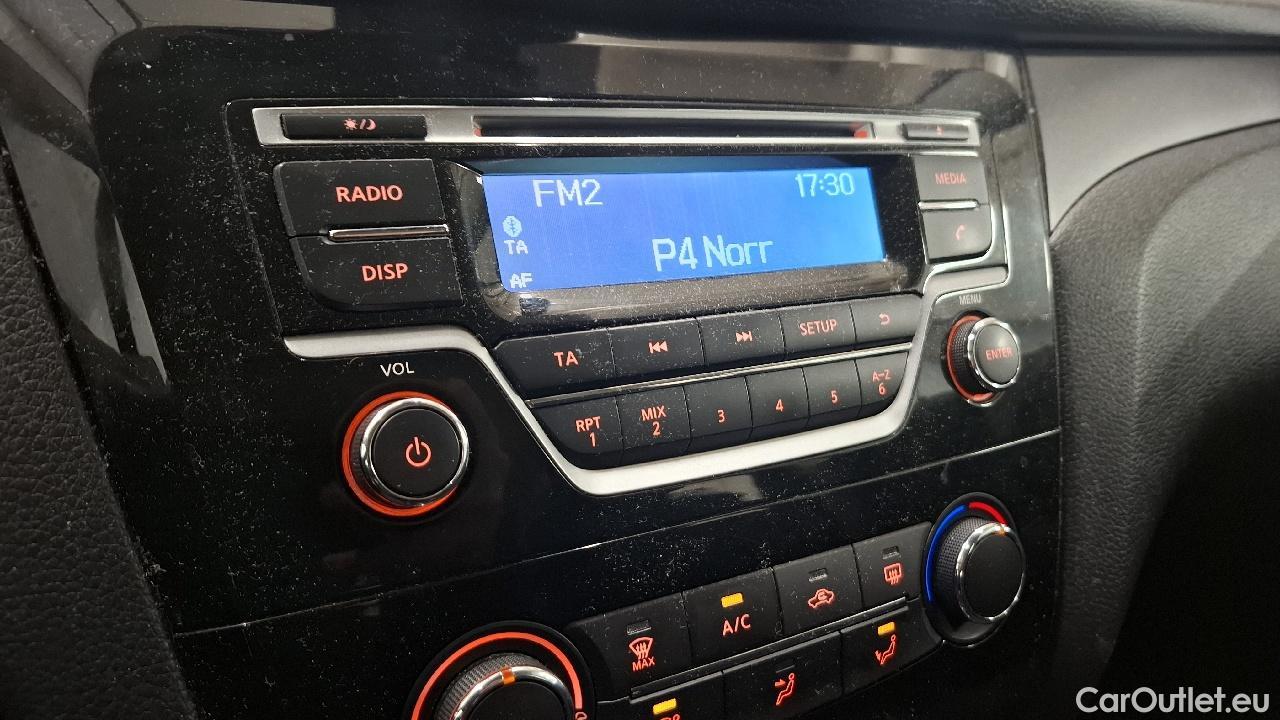 RADIO
DISP
FM2
17:30
TA
P4 Norr
AF
MEDIA
MENU
ENTER
TA
SETUP
RPT
1
MIX
2
3
4
5
A-Z
6
VOL
MAX
A/C
CarOutlet.eu